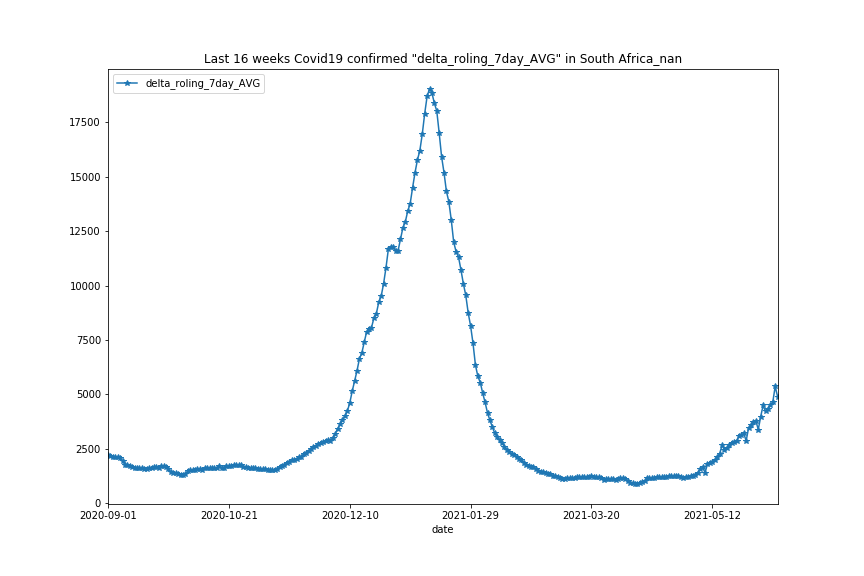 Last 16 weeks Covid19 confirmed "delta_roling_7day_AVG" in South Africa_nan
delta_roling_7day_AVG
17500
15000
12500
10000
7500
5000
2500
0
2020-09-01 2020-10-21 2020-12-10 2021-01-29 2021-03-20 2021-05-12
date